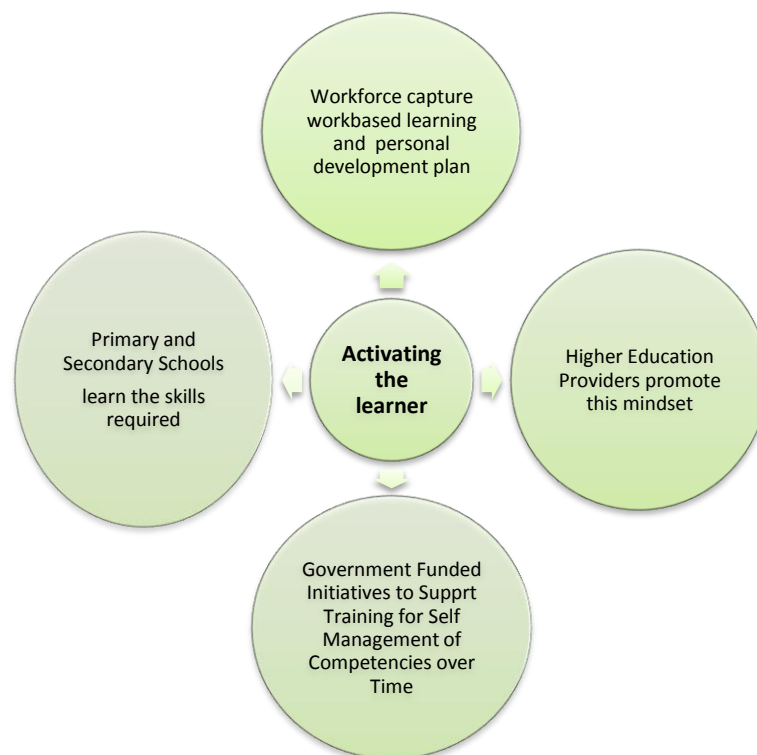 Workforce capture
workbased learning
and personal
development plan
Primary and
Secondary Schools
learn the skills
required
Activating
the
learner
Higher Education
Providers promote
this mindset
Government Funded
Initiatives to Supprt
Training for Self
Management of
Competencies over
Time